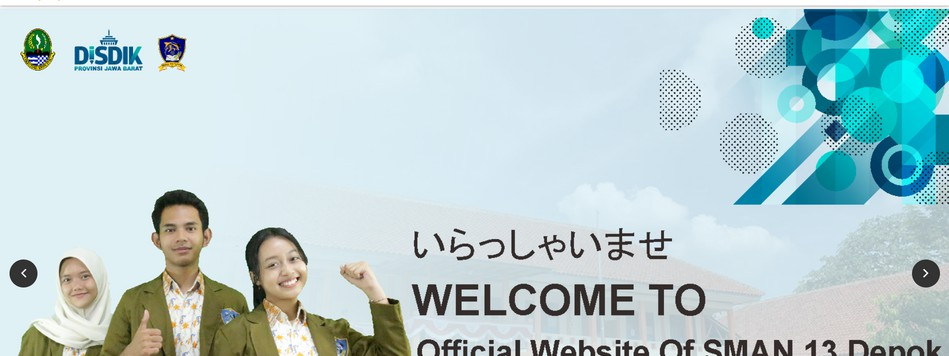 DISDIK
PROVINSI JAWA BARAT
いらっしゃいませ
WELCOME TO
Official Website Of SMAN 13 Depok